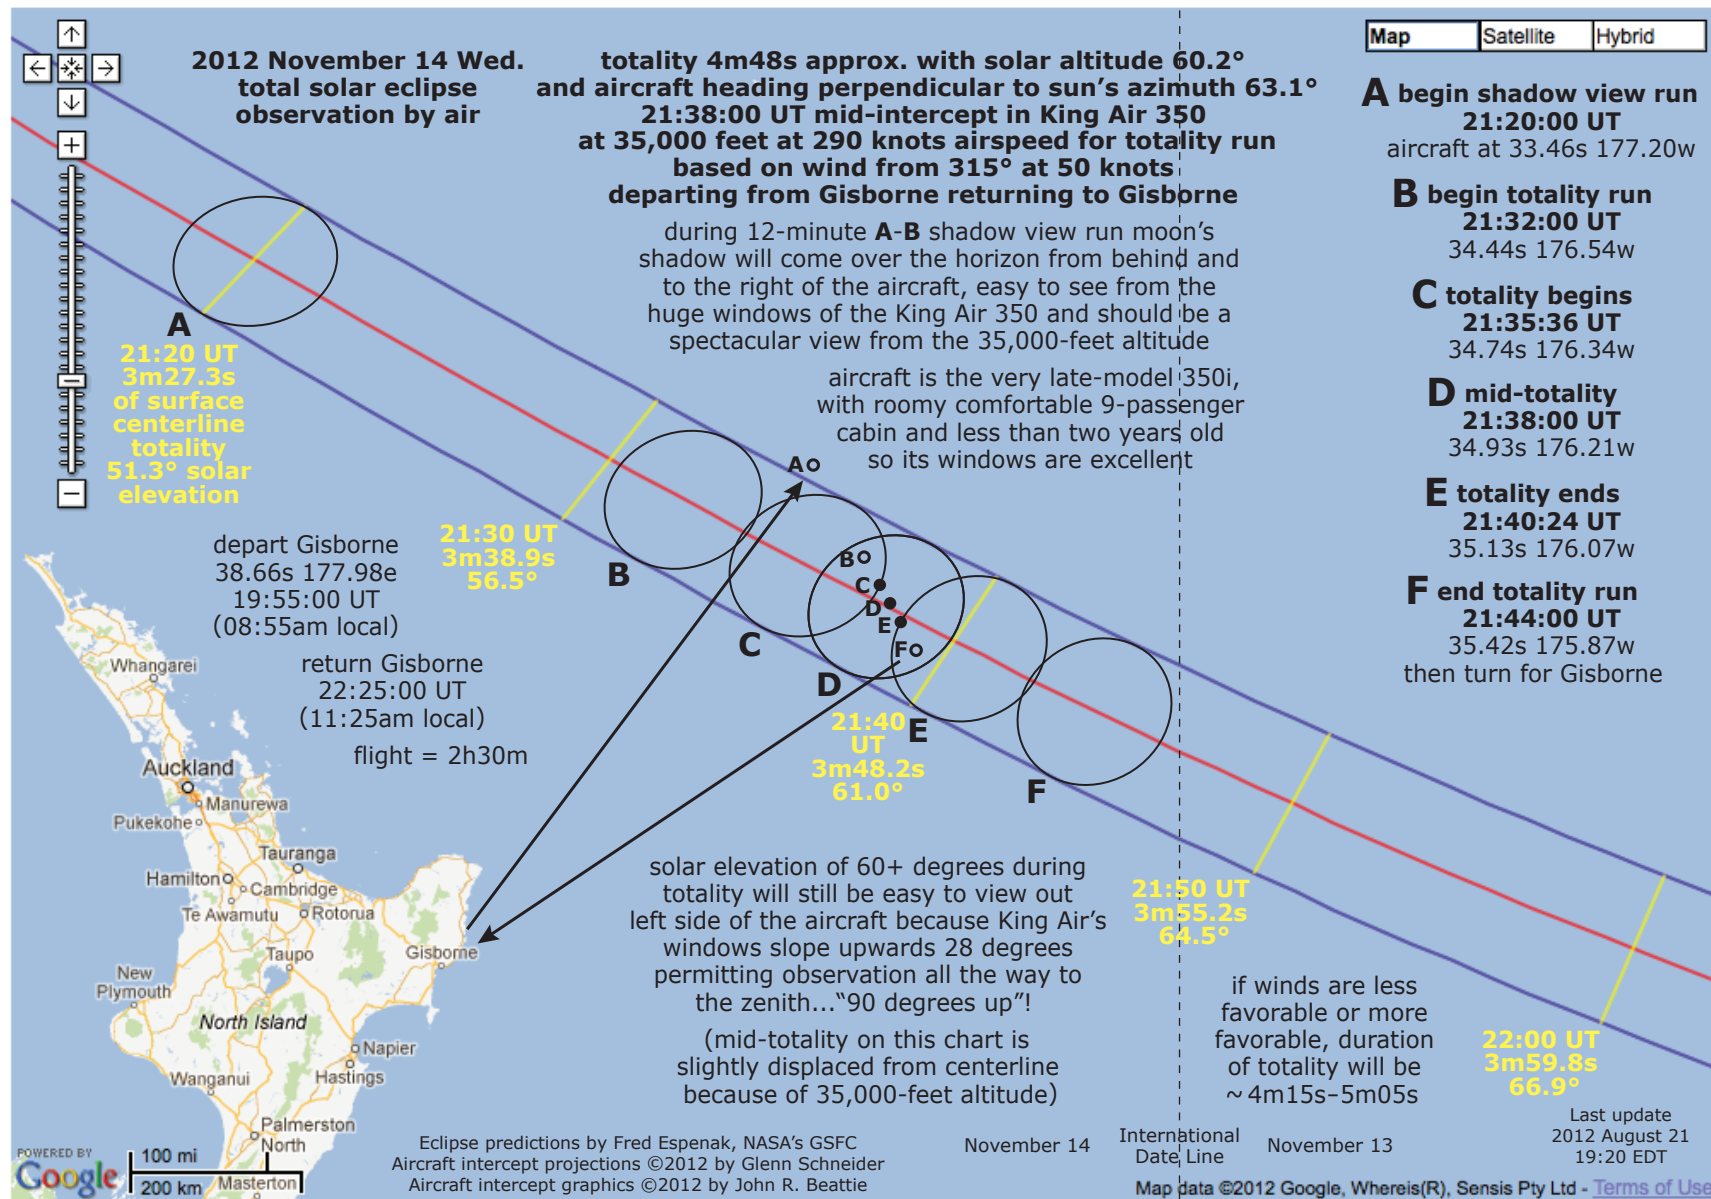 2012 November 14 Wed.
total solar eclipse
observation by air
totality 4m48s approx. with solar altitude 60.2°
and aircraft heading perpendicular to sun's azimuth 63.1°
21:38:00 UT mid-intercept in King Air 350
at 35,000 feet at 290 knots airspeed for totality run
based on wind from 315° at 50 knots
departing from Gisborne returning to Gisborne
during 12-minute A-B shadow view run moon's
shadow will come over the horizon from behind and
to the right of the aircraft, easy to see from the
huge windows of the King Air 350 and should be a
spectacular view from the 35,000-feet altitude
aircraft is the very late-model 350i,
with roomy comfortable 9-passenger
cabin and less than two years old
so its windows are excellent
Map
Satellite
Hybrid
A begin shadow view run
21:20:00 UT
aircraft at 33.46s 177.20w
B begin totality run
21:32:00 UT
34.44s 176.54w
C totality begins
21:35:36 UT
34.74s 176.34w
D mid-totality
21:38:00 UT
34.93s 176.21w
E totality ends
21:40:24 UT
35.13s 176.07w
F end totality run
21:44:00 UT
35.42s 175.87w
then turn for Gisborne
A
21:20 UT
3m27.3s
of surface
centerline
totality
51.3° solar
elevation
21:30 UT
3m38.9s
56.5°
B
C
D
E
F
A
B
C
D
E
F
21:40
UT
3m48.2s
61.0°
21:50 UT
3m55.2s
64.5°
22:00 UT
3m59.8s
66.9°
depart Gisborne
38.66s 177.98e
19:55:00 UT
(08:55am local)
return Gisborne
22:25:00 UT
(11:25am local)
flight = 2h30m
solar elevation of 60+ degrees during
totality will still be easy to view out
left side of the aircraft because King Air's
windows slope upwards 28 degrees
permitting observation all the way to
the zenith..."90 degrees up"!
(mid-totality on this chart is
slightly displaced from centerline
because of 35,000-feet altitude)
if winds are less
favorable or more
favorable, duration
of totality will be
~4m15s–5m05s
Whangarei
Auckland
Manurewa
Pukekohe
Tauranga
Hamilton
Cambridge
Te Awamutu
Rotorua
Taupo
Gisborne
New
Plymouth
North Island
Napier
Hastings
Wanganui
Palmerston
North
Masterton
POWERED BY
Google
100 mi
200 km
Eclipse predictions by Fred Espenak, NASA's GSFC
Aircraft intercept projections ©2012 by Glenn Schneider
Aircraft intercept graphics ©2012 by John R. Beattie
November 14
International
Date Line
November 13
Last update
2012 August 21
19:20 EDT
Map data ©2012 Google, Whereis(R), Sensis Pty Ltd - Terms of Use